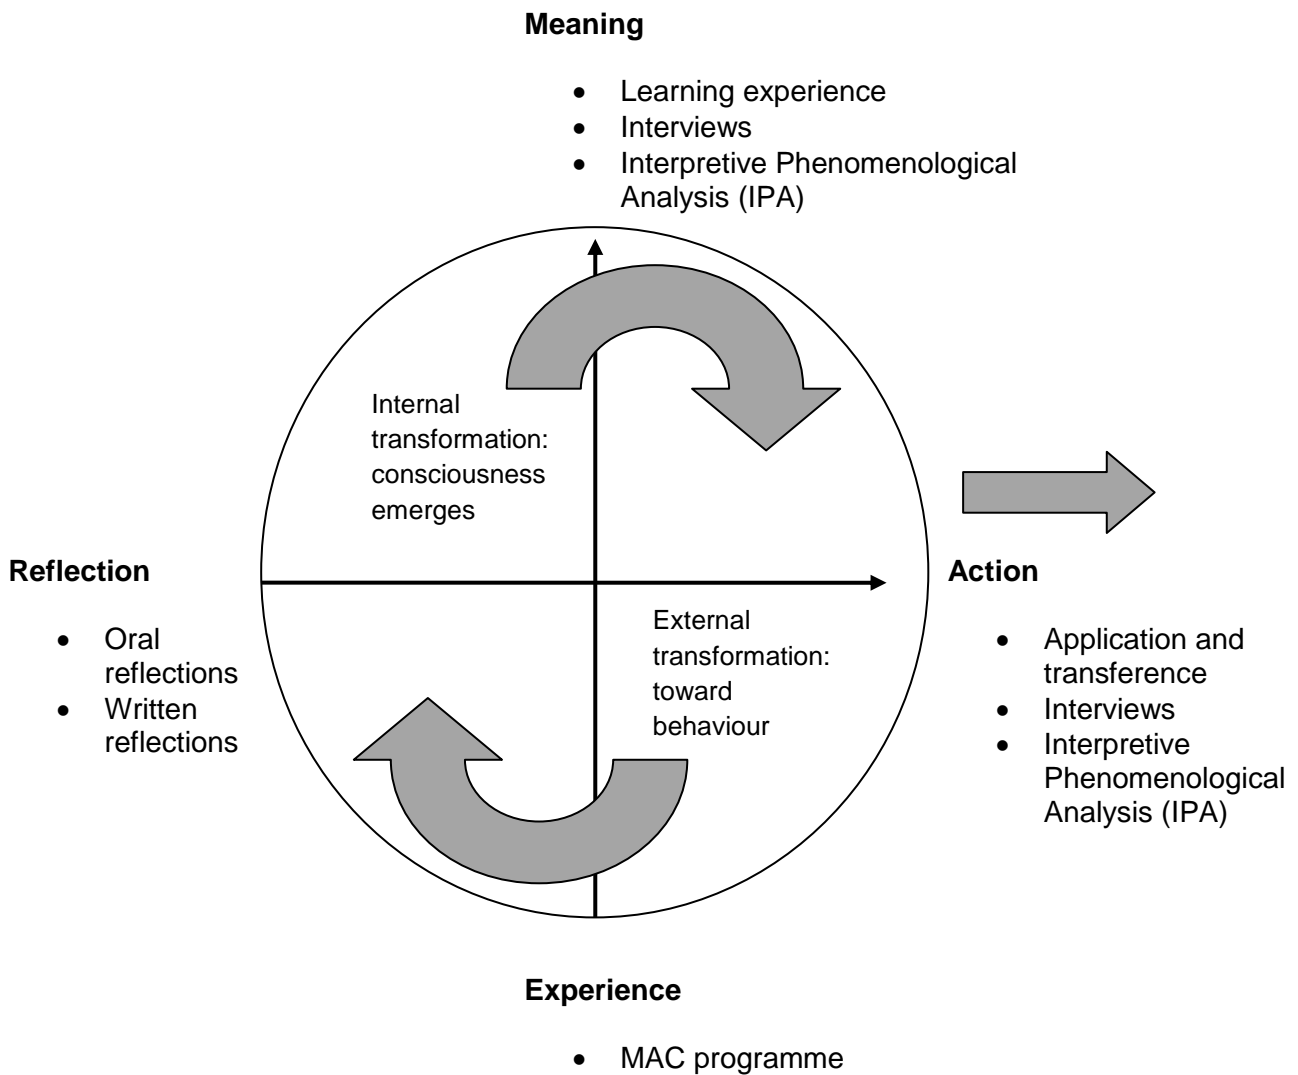 Meaning
• Learning experience
• Interviews
• Interpretive Phenomenological
Analysis (IPA)
Internal
transformation:
consciousness
emerges
Reflection
• Oral
reflections
• Written
reflections
External
transformation:
toward
behaviour
Action
• Application and
transference
• Interviews
• Interpretive
Phenomenological
Analysis (IPA)
Experience
• MAC programme